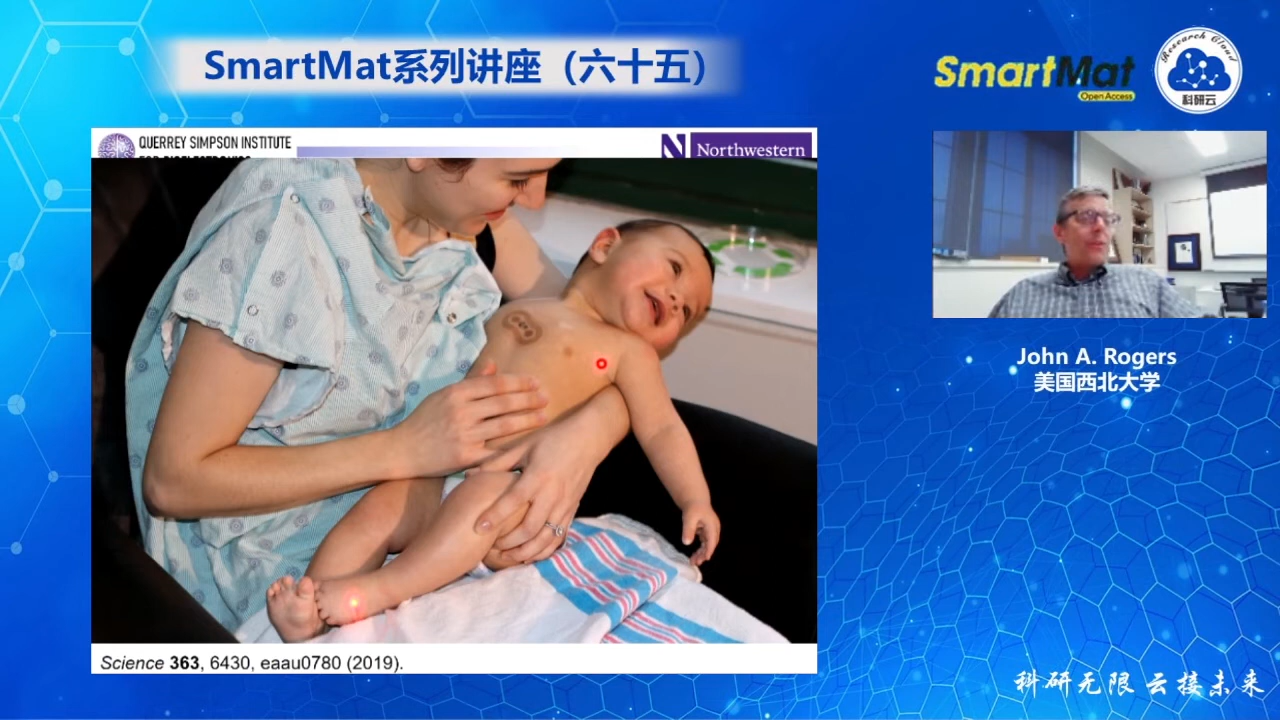 SmartMat系列讲座（六十五）
SmartMat
Open Access
Research Cloud
科研云
QUERREY SIMPSON INSTITUTE
FOR BIOELECTRONICS
N Northwestern
John A. Rogers
美国西北大学
Science 363, 6430, eaau0780 (2019).
科研无限 云接未来